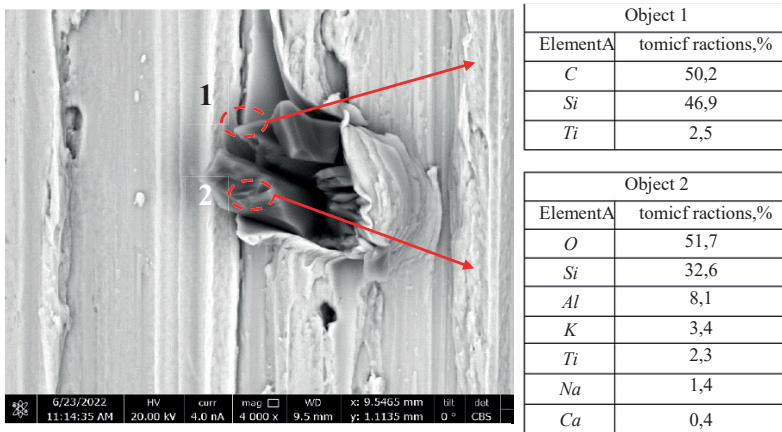 1
2
6/23/2022 HV curr mag WD x: 9.5465 mm tilt det
11:14:35 AM 20.00 kV 4.0 nA 4 000 x 9.5 mm y: 1.1135 mm 0 ° CBS
Object 1
ElementA tomicf ractions,%
C 50,2
Si 46,9
Ti 2,5
Object 2
ElementA tomicf ractions,%
O 51,7
Si 32,6
Al 8,1
K 3,4
Ti 2,3
Na 1,4
Ca 0,4